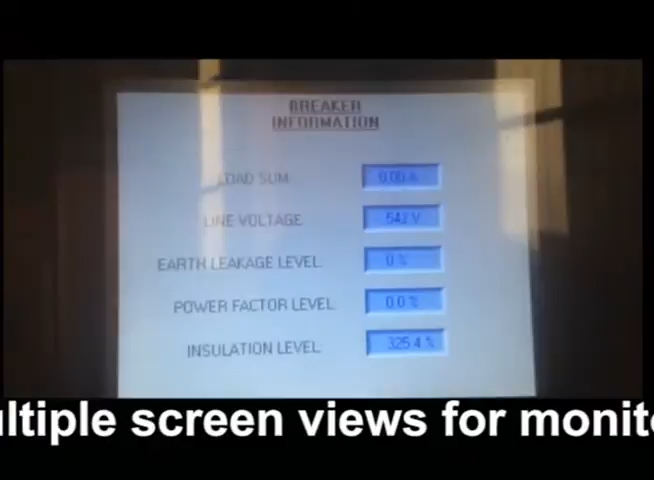 BREAKER
INFORMATION
LOAD SUM 0.00 A
LINE VOLTAGE 542 V
EARTH LEAKAGE LEVEL 0 %
POWER FACTOR LEVEL 0.0 %
INSULATION LEVEL 325.4 %
ultiple screen views for monito